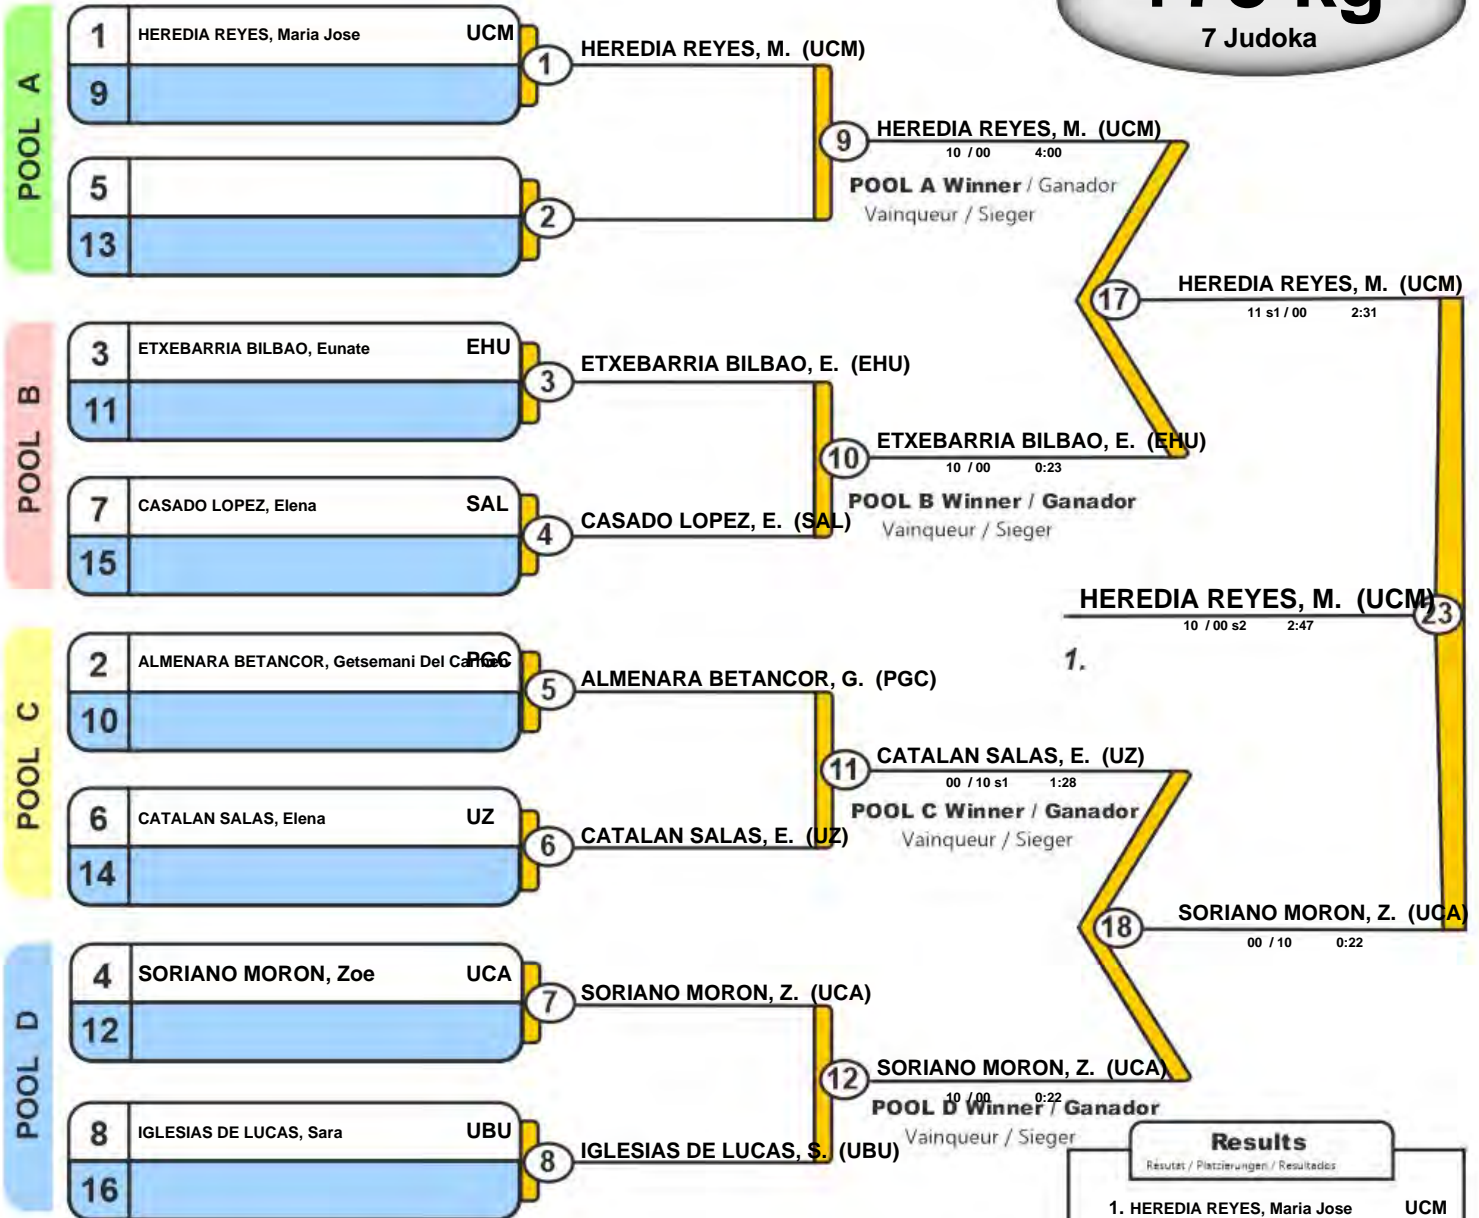 7 Judoka
POOL A
1 HEREDIA REYES, Maria Jose UCM
9
5
13
1 HEREDIA REYES, M. (UCM)
2
9 HEREDIA REYES, M. (UCM)
10 / 00 4:00
POOL A Winner / Ganador
Vainqueur / Sieger
POOL B
3 ETXEBARRIA BILBAO, Eunate EHU
11
7 CASADO LOPEZ, Elena SAL
15
3 ETXEBARRIA BILBAO, E. (EHU)
4 CASADO LOPEZ, E. (SAL)
10 ETXEBARRIA BILBAO, E. (EHU)
10 / 00 0:23
POOL B Winner / Ganador
Vainqueur / Sieger
17 HEREDIA REYES, M. (UCM)
11 s1 / 00 2:31
HEREDIA REYES, M. (UCM) 23
10 / 00 s2 2:47
1.
POOL C
2 ALMENARA BETANCOR, Getsemani Del Carmen PGC
10
6 CATALAN SALAS, Elena UZ
14
5 ALMENARA BETANCOR, G. (PGC)
6 CATALAN SALAS, E. (UZ)
11 CATALAN SALAS, E. (UZ)
00 / 10 s1 1:28
POOL C Winner / Ganador
Vainqueur / Sieger
18 SORIANO MORON, Z. (UCA)
00 / 10 0:22
POOL D
4 SORIANO MORON, Zoe UCA
12
8 IGLESIAS DE LUCAS, Sara UBU
16
7 SORIANO MORON, Z. (UCA)
8 IGLESIAS DE LUCAS, S. (UBU)
12 SORIANO MORON, Z. (UCA)
10 / 00 0:22
POOL D Winner / Ganador
Vainqueur / Sieger
Results
Résultat / Platzierungen / Resultados
1. HEREDIA REYES, Maria Jose UCM